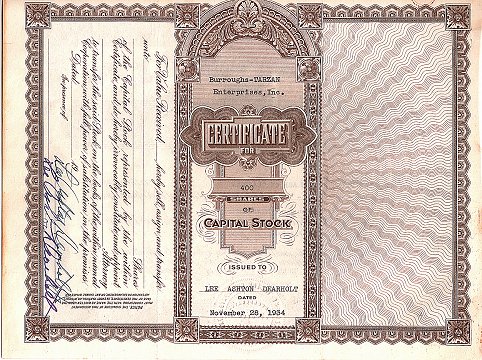 Burroughs-TARZAN
Enterprises, Inc.
CERTIFICATE
FOR
400
SHARES
OF
CAPITAL STOCK
ISSUED TO
LEE ASHTON DEARHOLT
DATED
November 28, 1934
For Value Received, hereby sell, assign and transfer
unto
Shares
of the Capital Stock represented by the within
Certificate and do hereby irrevocably constitute and appoint
Attorney
to transfer the said Stock on the books of the within named
Corporation with full power of substitution in the premises.
Dated
In presence of